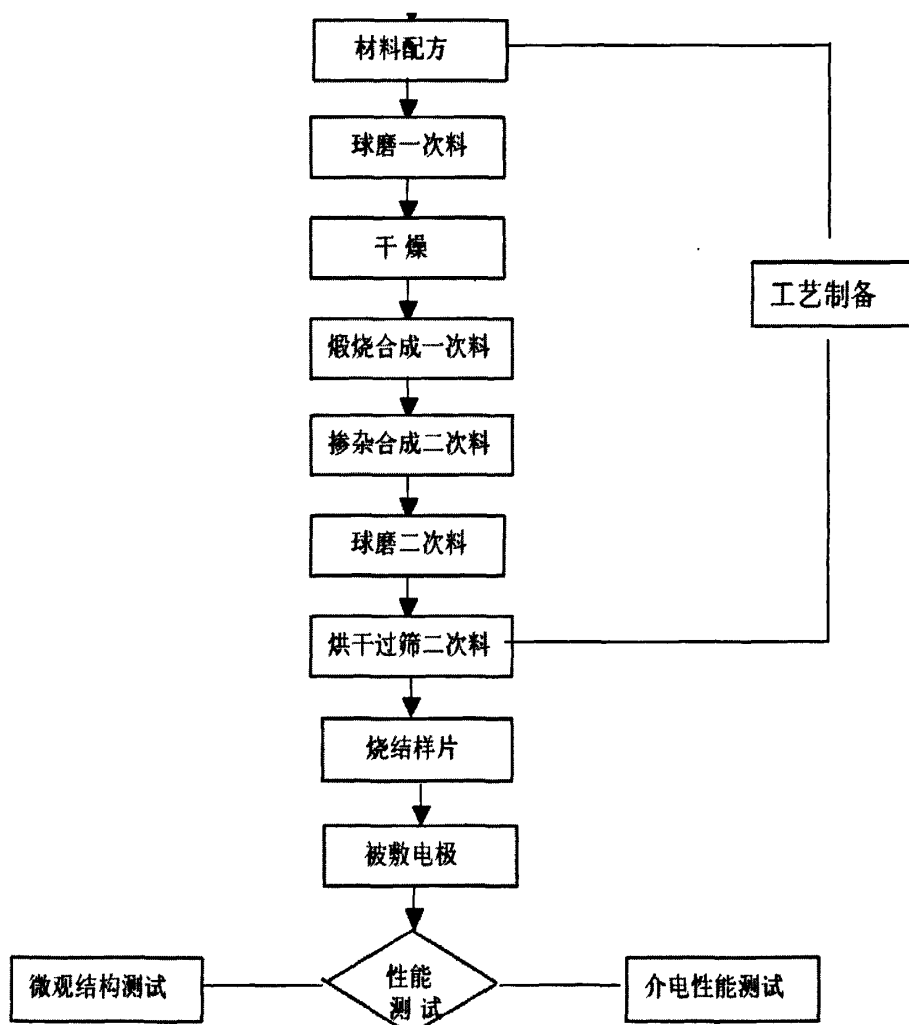 材料配方
球磨一次料
干燥
工艺制备
煅烧合成一次料
掺杂合成二次料
球磨二次料
烘干过筛二次料
烧结样片
被敷电极
微观结构测试
性能
测试
介电性能测试